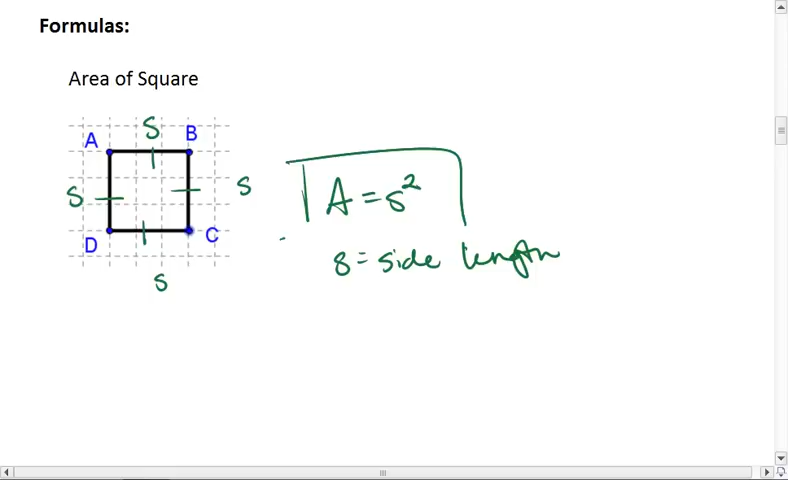 Formulas:
Area of Square
S
A B
S S
D C
S
A = s²
s = side length